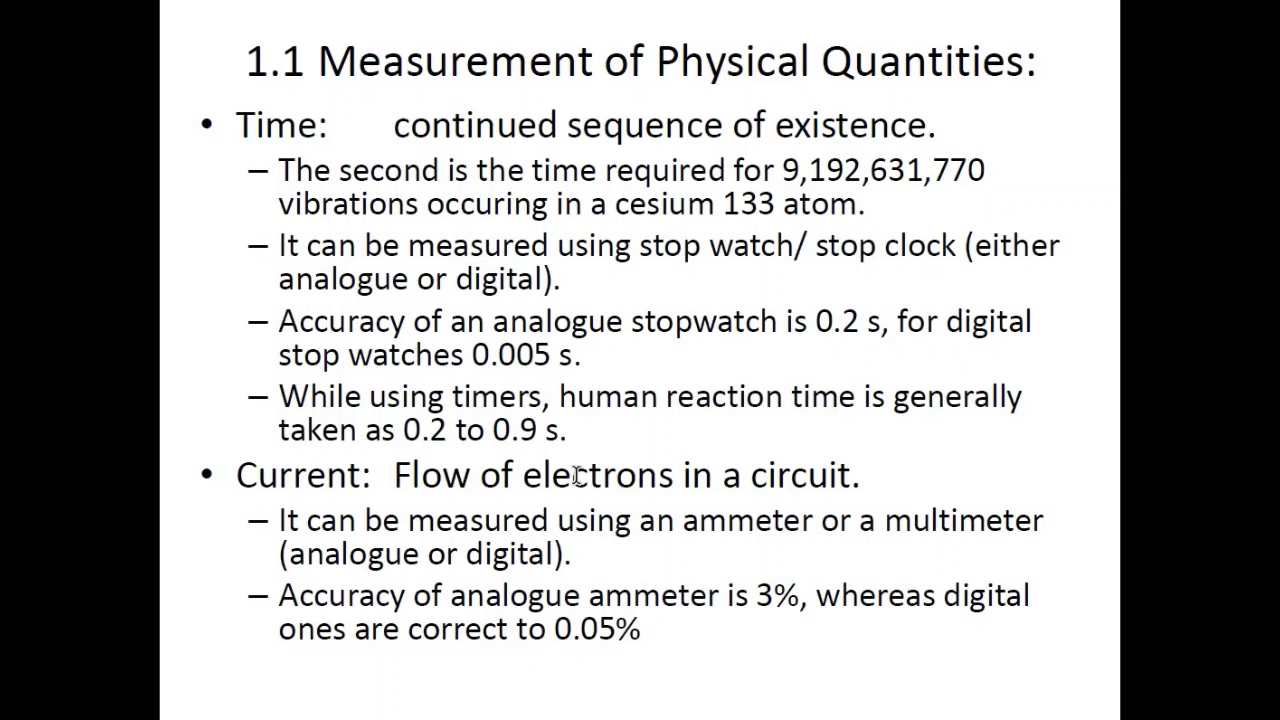 1.1 Measurement of Physical Quantities:
• Time: continued sequence of existence.
– The second is the time required for 9,192,631,770
vibrations occuring in a cesium 133 atom.
– It can be measured using stop watch/ stop clock (either
analogue or digital).
– Accuracy of an analogue stopwatch is 0.2 s, for digital
stop watches 0.005 s.
– While using timers, human reaction time is generally
taken as 0.2 to 0.9 s.
• Current: Flow of electrons in a circuit.
– It can be measured using an ammeter or a multimeter
(analogue or digital).
– Accuracy of analogue ammeter is 3%, whereas digital
ones are correct to 0.05%